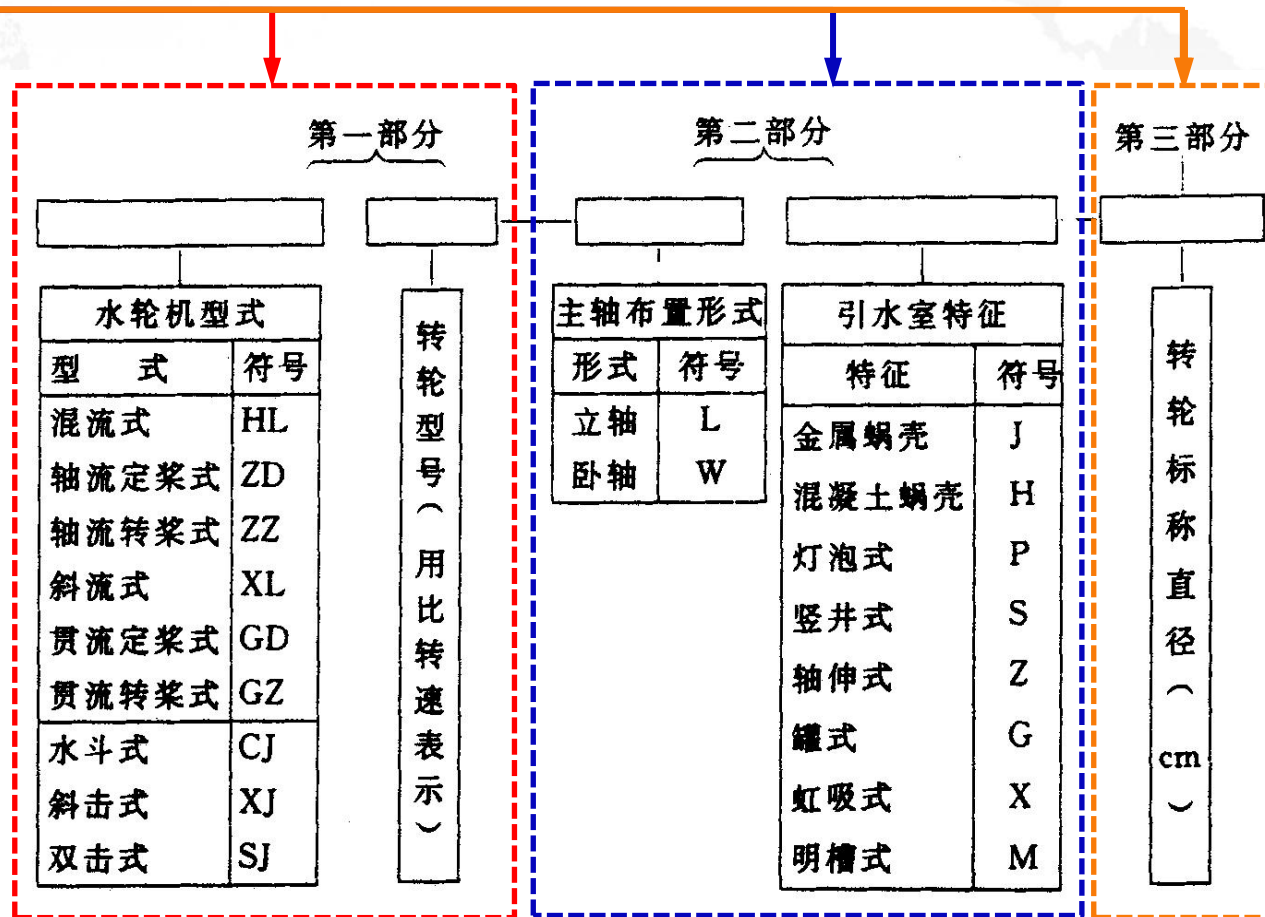 第一部分
第二部分
第三部分
水轮机型式
型 式 符号
混流式 HL
轴流定桨式 ZD
轴流转桨式 ZZ
斜流式 XL
贯流定桨式 GD
贯流转桨式 GZ
水斗式 CJ
斜击式 XJ
双击式 SJ
转轮型号(用比转速表示)
主轴布置形式
形式 符号
立轴 L
卧轴 W
引水室特征
特征 符号
金属蜗壳 J
混凝土蜗壳 H
灯泡式 P
竖井式 S
轴伸式 Z
罐式 G
虹吸式 X
明槽式 M
转轮标称直径(cm)